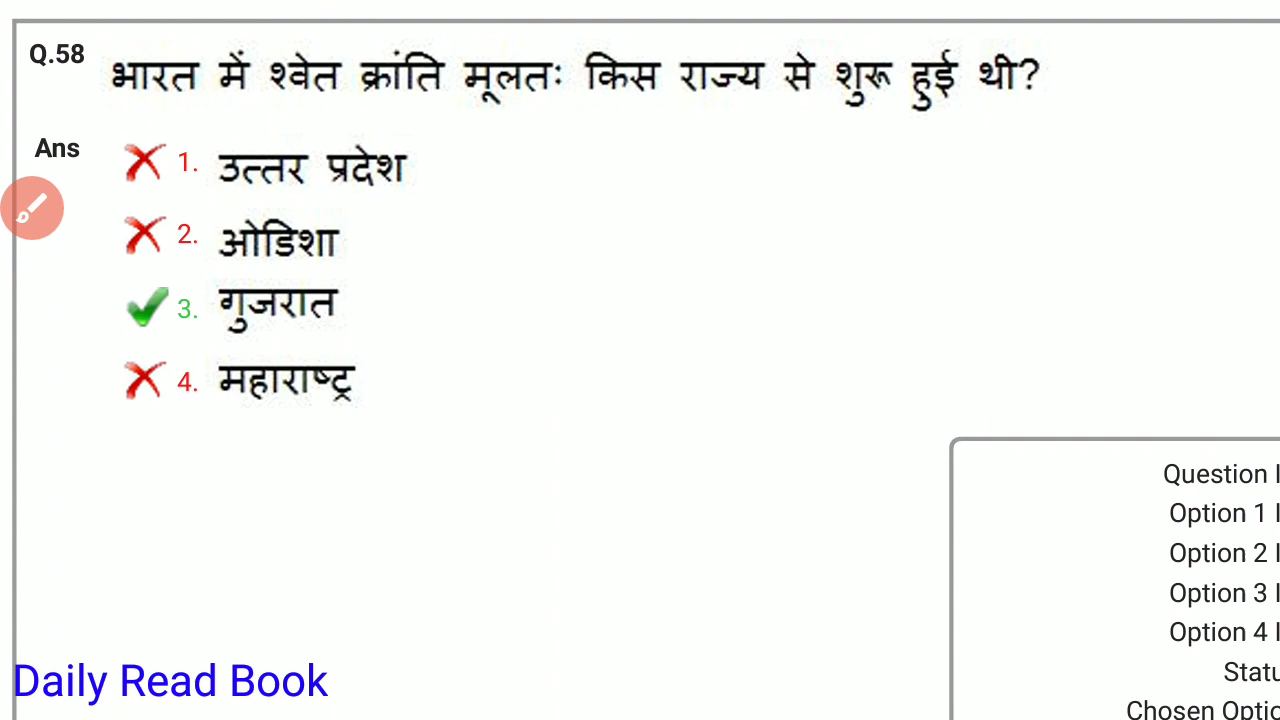 Q.58 भारत में श्वेत क्रांति मूलतः किस राज्य से शुरू हुई थी?
Ans 1. उत्तर प्रदेश
2. ओडिशा
3. गुजरात
4. महाराष्ट्र
Question I
Option 1 I
Option 2 I
Option 3 I
Option 4 I
Statu
Chosen Optio
Daily Read Book